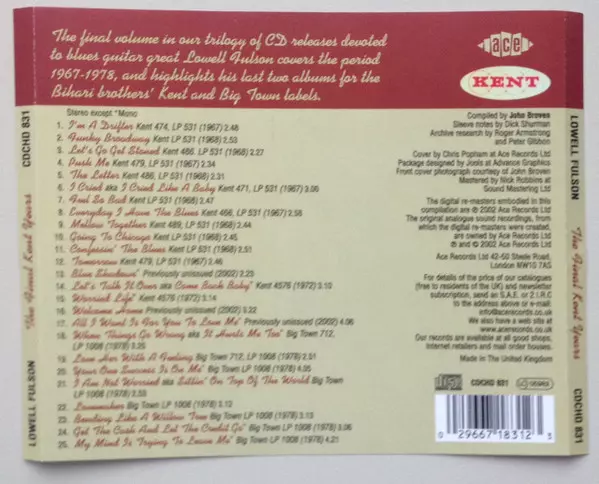 The final volume in our trilogy of CD releases devoted
to blues guitar great Lowell Fulson covers the period
1967-1978, and highlights his last two albums for the
Bihari brothers' Kent and Big Town labels.
ace
KENT
Stereo except *Mono
1. I'm A Drifter Kent 474, LP 531 (1967) 2.48
2. Funky Broadway Kent LP 531 (1968) 2.53
3. Let's Go Get Stoned Kent 486, LP 531 (1968) 2.27
4. Push Me Kent 479, LP 531 (1967) 2.34
5. The Letter Kent 486, LP 531 (1968) 2.31
6. I Cried aka I Cried Like A Baby Kent 471, LP 531 (1967) 3.05
7. Feel So Bad Kent LP 531 (1968) 2.47
8. Everyday I Have The Blues Kent 466, LP 531 (1967) 2.58
9. Mellow Together Kent 489, LP 531 (1968) 2.44
10. Going To Chicago Kent LP 531 (1968) 2.45
11. Confessin' The Blues Kent LP 531 (1968) 2.51
12. Tomorrow Kent 479, LP 531 (1967) 2.46
13. Blue Shadows* Previously unissued (2002) 2.23
14. Let's Talk It Over aka Come Back Baby* Kent 4576 (1972) 3.10
15. Worried Life* Kent 4576 (1972) 3.14
16. Welcome Home Previously unissued (2002) 3.22
17. All I Want Is For You To Love Me* Previously unissued (2002) 4.06
18. When Things Go Wrong aka It Hurts Me Too* Big Town 712,
LP 1008 (1978) 3.31
19. Love Her With A Feeling Big Town 712, LP 1008 (1978) 2.51
20. Your One Success Is On Me* Big Town LP 1008 (1978) 4.05
21. I Am Not Worried aka Sittin' On Top Of The World Big Town
LP 1008 (1978) 3.21
22. Lovemaker Big Town LP 1008 (1978) 3.13
23. Bending Like A Willow Tree Big Town LP 1008 (1978) 3.12
24. Get The Cash And Let The Credit Go* Big Town LP 1008 (1978) 3.06
25. My Mind Is Trying To Leave Me* Big Town LP 1008 (1978) 4.21
Compiled by John Broven
Sleeve notes by Dick Shurman
Archive research by Roger Armstrong
and Peter Gibbon
Cover by Chris Popham at Ace Records Ltd
Package designed by Jools at Advance Graphics
Front cover photograph courtesy of John Broven
Mastered by Nick Robbins at
Sound Mastering Ltd
The digital re-masters embodied in this
compilation are ℗ 2002 Ace Records Ltd
The original analogue sound recordings, from
which the digital re-masters were created,
are owned by Ace Records Ltd
℗ and © 2002 Ace Records Ltd
Ace Records Ltd 42-50 Steele Road,
London NW10 7AS
For details of the price of our catalogues
(free to residents of the UK) and newsletter
subscription, send an S.A.E. or 2 I.R.C
to the address above or e-mail:
info@acerecords.co.uk
We also have a web site at
www.acerecords.co.uk
Our records are available at all good shops,
internet retailers and mail order houses.
Made in The United Kingdom
CDCHD 831
0 29667 18312 3
LOWELL FULSON The Final Kent Years CDCHD 831
LOWELL FULSON The Final Kent Years CDCHD 831